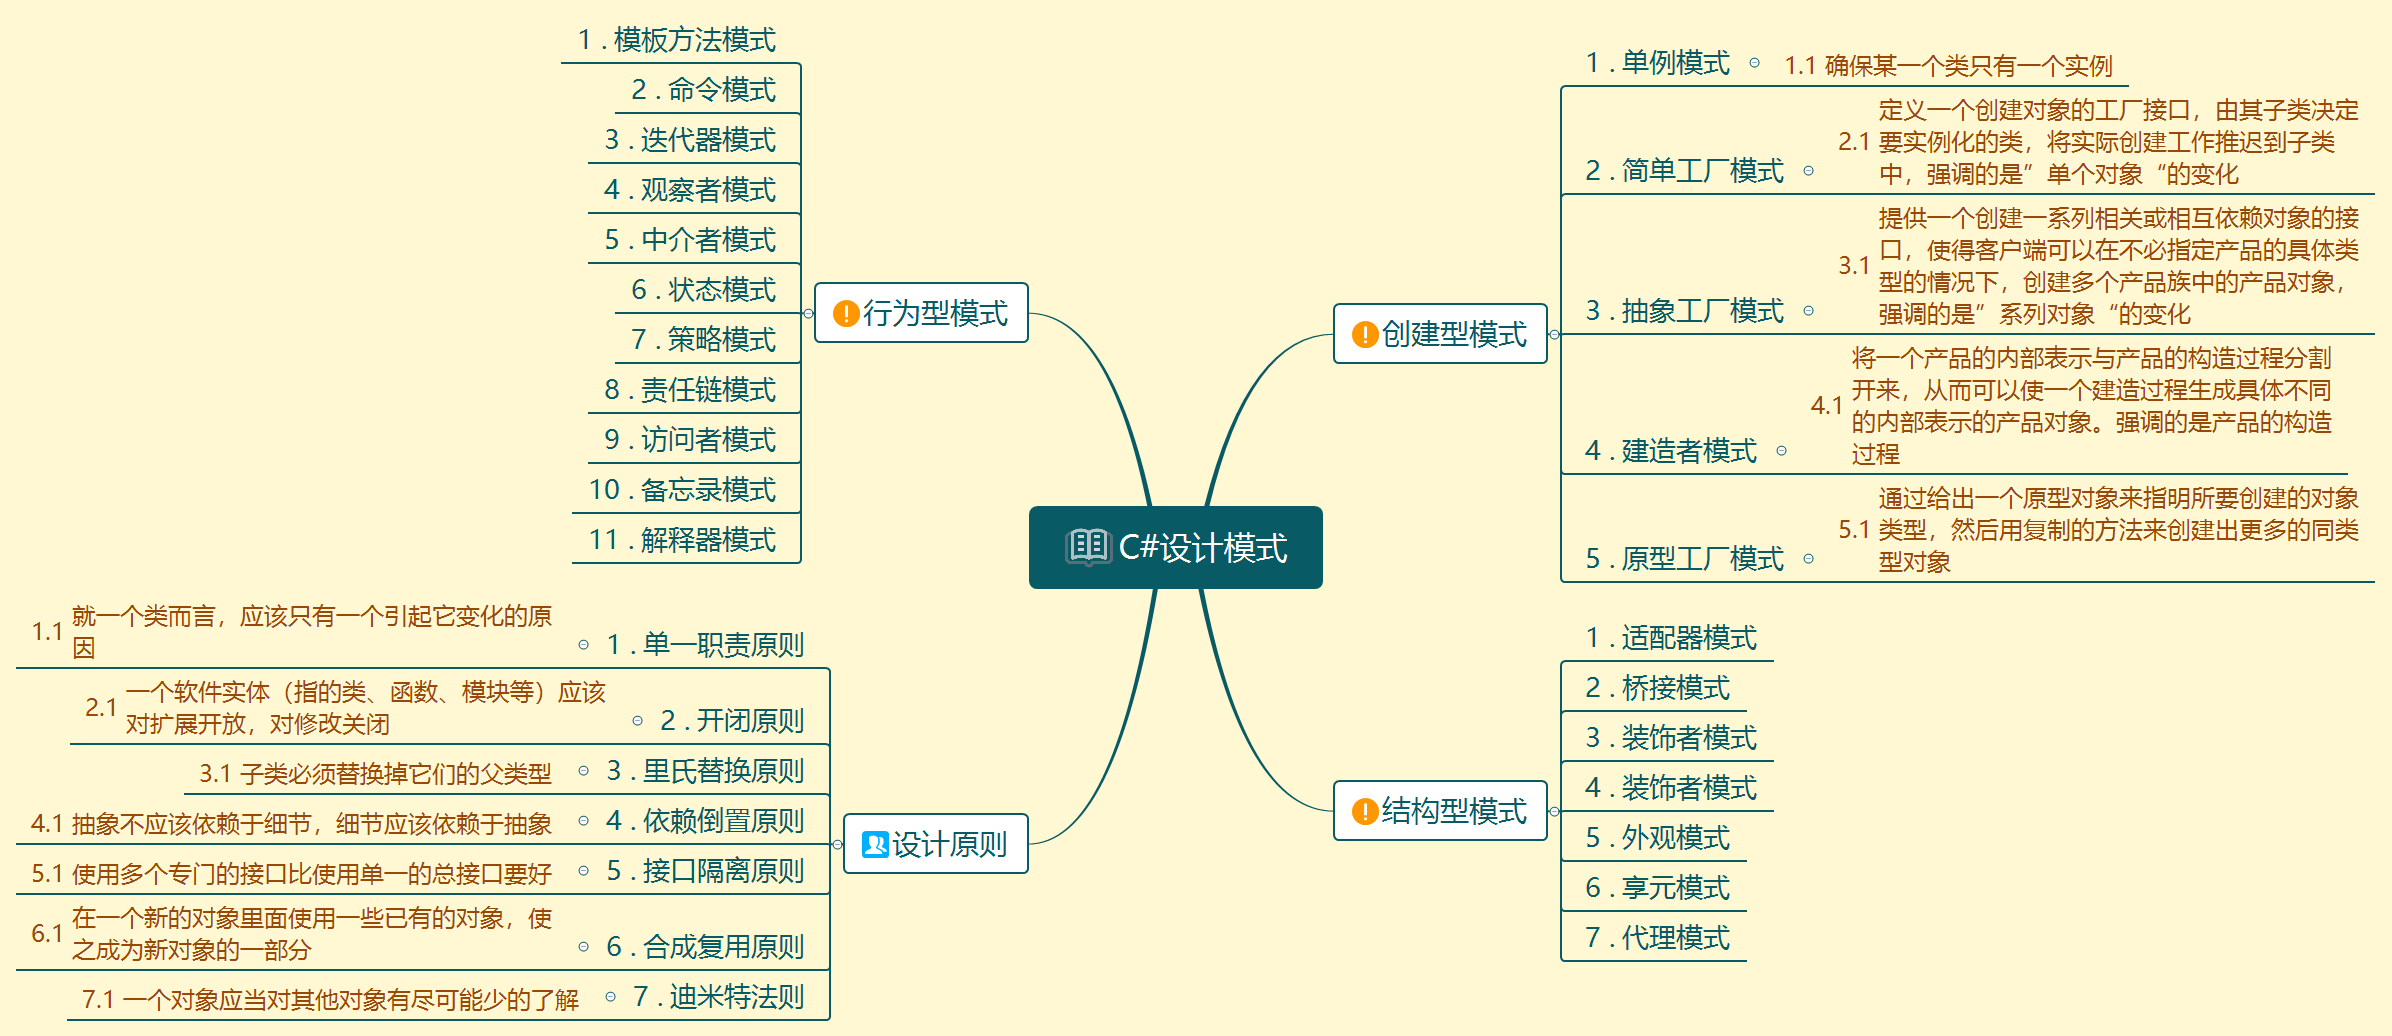 C#设计模式
创建型模式
1 . 单例模式
1.1 确保某一个类只有一个实例
2 . 简单工厂模式
2.1 定义一个创建对象的工厂接口，由其子类决定
要实例化的类，将实际创建工作推迟到子类
中，强调的是”单个对象“的变化
3 . 抽象工厂模式
3.1 提供一个创建一系列相关或相互依赖对象的接
口，使得客户端可以在不必指定产品的具体类
型的情况下，创建多个产品族中的产品对象，
强调的是”系列对象“的变化
4 . 建造者模式
4.1 将一个产品的内部表示与产品的构造过程分割
开来，从而可以使一个建造过程生成具体不同
的内部表示的产品对象。强调的是产品的构造
过程
5 . 原型工厂模式
5.1 通过给出一个原型对象来指明所要创建的对象
类型，然后用复制的方法来创建出更多的同类
型对象
结构型模式
1 . 适配器模式
2 . 桥接模式
3 . 装饰者模式
4 . 装饰者模式
5 . 外观模式
6 . 享元模式
7 . 代理模式
行为型模式
1 . 模板方法模式
2 . 命令模式
3 . 迭代器模式
4 . 观察者模式
5 . 中介者模式
6 . 状态模式
7 . 策略模式
8 . 责任链模式
9 . 访问者模式
10 . 备忘录模式
11 . 解释器模式
设计原则
1 . 单一职责原则
1.1 就一个类而言，应该只有一个引起它变化的原
因
2 . 开闭原则
2.1 一个软件实体（指的类、函数、模块等）应该
对扩展开放，对修改关闭
3 . 里氏替换原则
3.1 子类必须替换掉它们的父类型
4 . 依赖倒置原则
4.1 抽象不应该依赖于细节，细节应该依赖于抽象
5 . 接口隔离原则
5.1 使用多个专门的接口比使用单一的总接口要好
6 . 合成复用原则
6.1 在一个新的对象里面使用一些已有的对象，使
之成为新对象的一部分
7 . 迪米特法则
7.1 一个对象应当对其他对象有尽可能少的了解